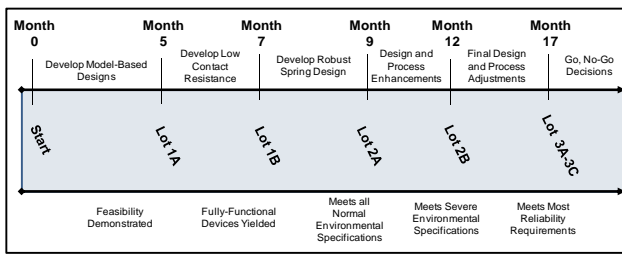 Month
0
Month
5
Month
7
Month
9
Month
12
Month
17
Develop Model-Based
Designs
Develop Low
Contact
Resistance
Develop Robust
Spring Design
Design and
Process
Enhancements
Final Design
and Process
Adjustments
Go, No-Go
Decisions
Start
Lot 1A
Lot 1B
Lot 2A
Lot 2B
Lot 3A-3C
Feasibility
Demonstrated
Fully-Functional
Devices Yielded
Meets all
Normal
Environmental
Specifications
Meets Severe
Environmental
Specifications
Meets Most
Reliability
Requirements